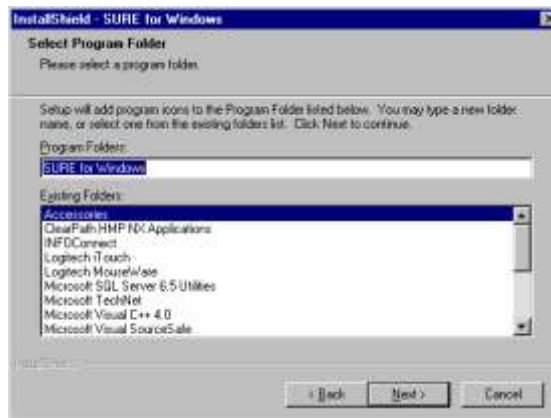 InstallShield - SURE for Windows
Select Program Folder
Please select a program folder.
Setup will add program icons to the Program Folder listed below. You may type a new folder
name, or select one from the existing folders list. Click Next to continue.
Program Folders:
SURE for Windows
Existing Folders:
Accessories
ClearPath HMP NX Applications
INFOConnect
Logitech iTouch
Logitech MouseWare
Microsoft SQL Server 6.5 Utilities
Microsoft TechNet
Microsoft Visual C++ 4.0
Microsoft Visual SourceSafe
InstallShield
< Back
Next >
Cancel